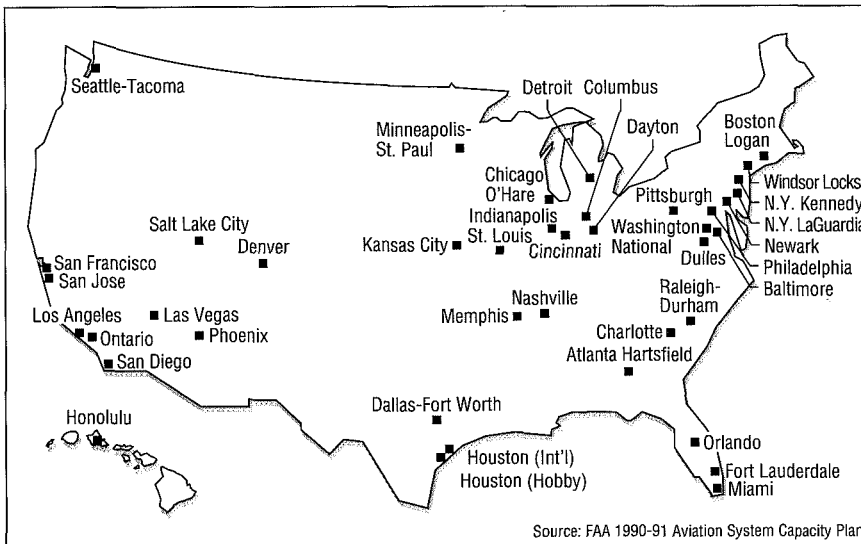 Seattle-Tacoma
Detroit
Columbus
Dayton
Minneapolis-
St. Paul
Boston
Logan
Chicago
O'Hare
Pittsburgh
Windsor Locks
N.Y. Kennedy
N.Y. LaGuardia
Newark
Philadelphia
Baltimore
Salt Lake City
Denver
Kansas City
Indianapolis
St. Louis
Cincinnati
Washington
National
Dulles
San Francisco
San Jose
Los Angeles
Ontario
Las Vegas
Phoenix
San Diego
Memphis
Nashville
Raleigh-
Durham
Charlotte
Atlanta Hartsfield
Honolulu
Dallas-Fort Worth
Houston (Int'l)
Houston (Hobby)
Orlando
Fort Lauderdale
Miami
Source: FAA 1990-91 Aviation System Capacity Plan